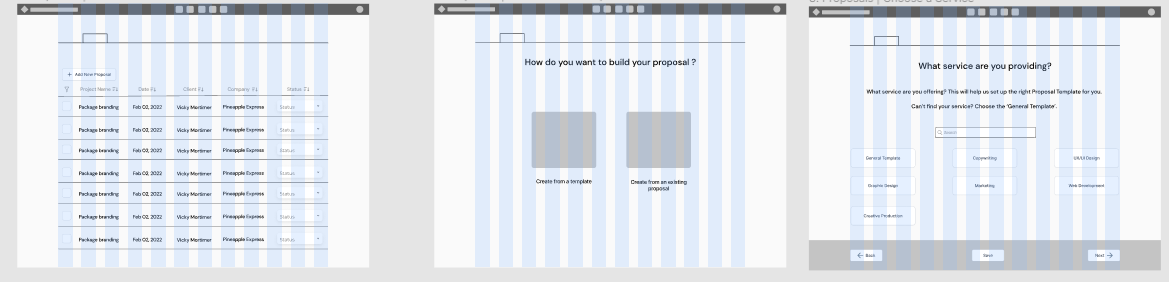 + Add New Proposal
Project Name Date Client Company Status
Package branding Feb 02, 2022 Vicky Mortimer Pineapple Express Status
Package branding Feb 02, 2022 Vicky Mortimer Pineapple Express Status
Package branding Feb 02, 2022 Vicky Mortimer Pineapple Express Status
Package branding Feb 02, 2022 Vicky Mortimer Pineapple Express Status
Package branding Feb 02, 2022 Vicky Mortimer Pineapple Express Status
Package branding Feb 02, 2022 Vicky Mortimer Pineapple Express Status
Package branding Feb 02, 2022 Vicky Mortimer Pineapple Express Status
How do you want to build your proposal ?
Create from a template
Create from an existing
proposal
Proposals | Choose a Service
What service are you providing?
What service are you offering? This will help us set up the right Proposal Template for you.
Can't find your service? Choose the 'General Template'.
Search
General Template Copywriting UX/UI Design
Graphic Design Marketing Web Development
Creative Production
← Back Save Next →